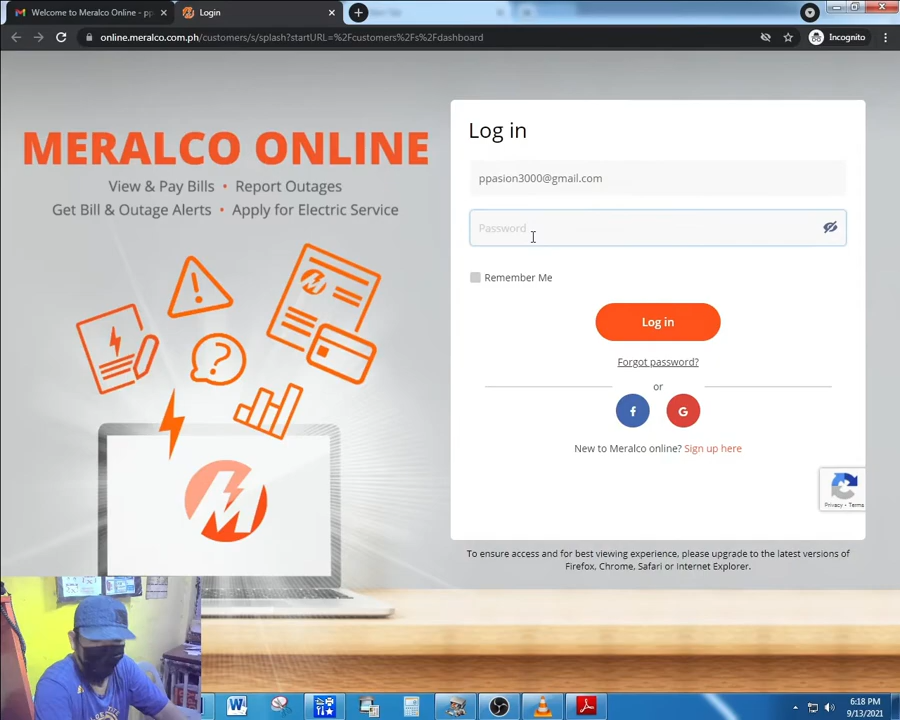 Welcome to Meralco Online - pp
Login
online.meralco.com.ph/customers/s/splash?startURL=%2Fcustomers%2Fs%2Fdashboard
Incognito
MERALCO ONLINE
View & Pay Bills • Report Outages
Get Bill & Outage Alerts • Apply for Electric Service
Log in
ppasion3000@gmail.com
Password
Remember Me
Log in
Forgot password?
or
f
G
New to Meralco online? Sign up here
Privacy • Terms
To ensure access and for best viewing experience, please upgrade to the latest versions of
Firefox, Chrome, Safari or Internet Explorer.
6:18 PM
9/13/2021